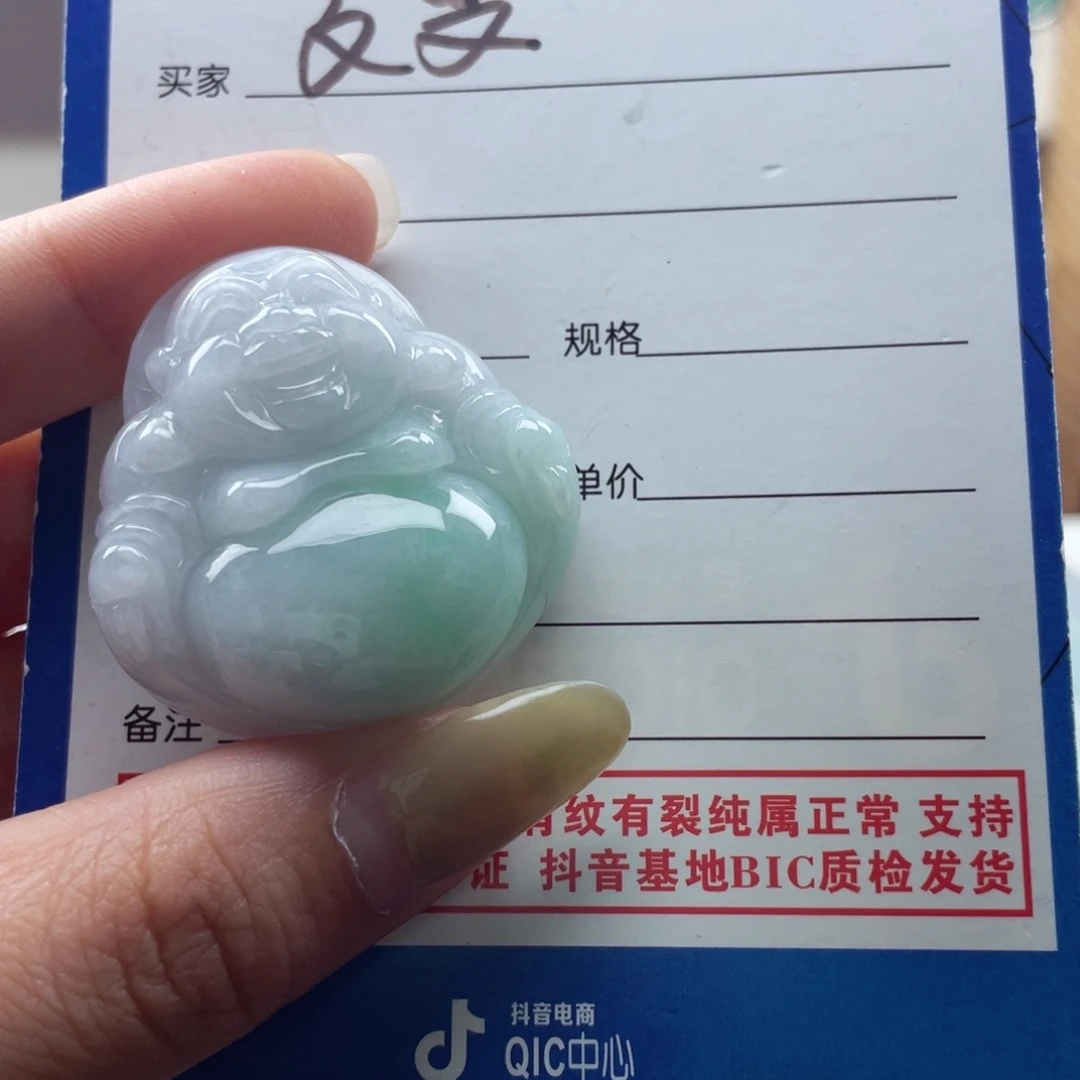 买家
规格
单价
备注
纹有裂纯属正常 支持
证 抖音基地BIC质检发货
抖音电商
QIC中心